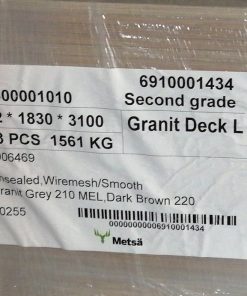 6910001434
00001010
Second grade
2 * 1830 * 3100
Granit Deck L
3 PCS 1561 KG
006469
nsealed,Wiremesh/Smooth
ranit Grey 210 MEL,Dark Brown 220
0255
Metsä
00000000006910001434